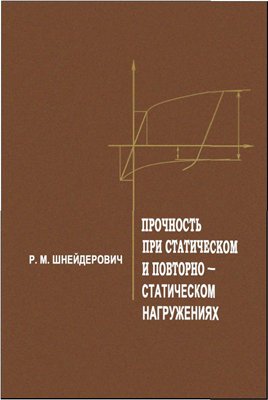 ПРОЧНОСТЬ
ПРИ СТАТИЧЕСКОМ
И ПОВТОРНО –
СТАТИЧЕСКОМ
НАГРУЖЕНИЯХ
Р. М. ШНЕЙДЕРОВИЧ